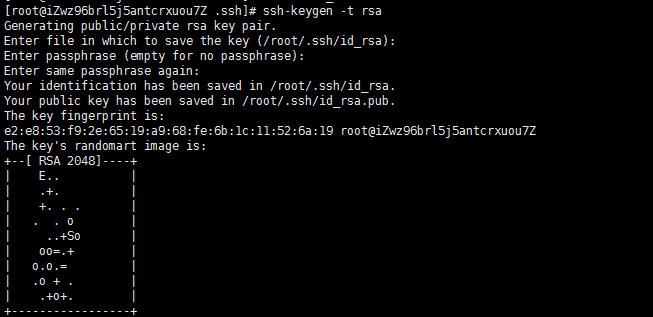 [root@iZwz96brl5j5antcrxuou7Z .ssh]# ssh-keygen -t rsa
Generating public/private rsa key pair.
Enter file in which to save the key (/root/.ssh/id_rsa):
Enter passphrase (empty for no passphrase):
Enter same passphrase again:
Your identification has been saved in /root/.ssh/id_rsa.
Your public key has been saved in /root/.ssh/id_rsa.pub.
The key fingerprint is:
e2:e8:53:f9:2e:65:19:a9:68:fe:6b:1c:11:52:6a:19 root@iZwz96brl5j5antcrxuou7Z
The key's randomart image is:
+--[ RSA 2048]----+
|    E..          |
|    .+.          |
|    +. . .       |
|   .  . o        |
|     ..+So       |
|    oo=.+        |
|   o.o.=         |
|   .o + .        |
|    .+o+.        |
+-----------------+